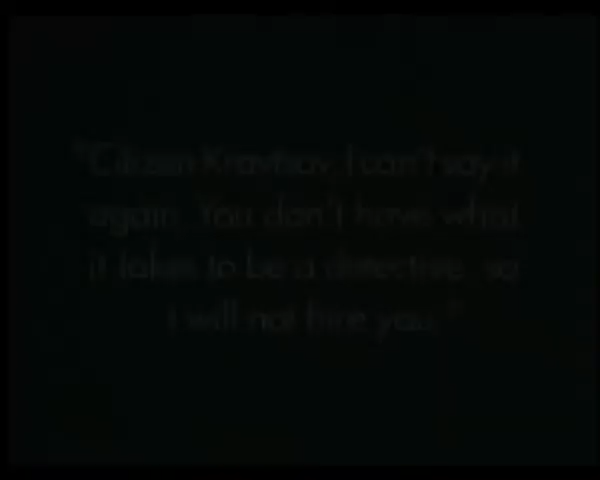 "Citizen Kravtsov, I can't say it
again. You don't have what
it takes to be a detective, so
I will not hire you."